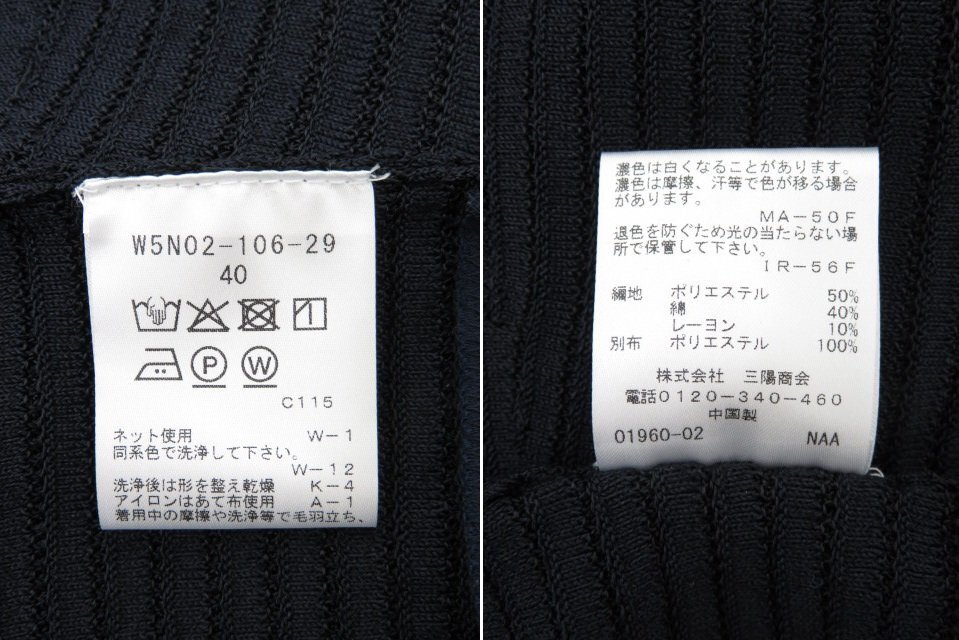 W5N02-106-29
40
P W
C115
ネット使用 W-1
同系色で洗浄して下さい。
W-12
洗浄後は形を整え乾燥 K-4
アイロンはあて布使用 A-1
着用中の摩擦や洗浄等で毛羽立ち、
濃色は白くなることがあります。
濃色は摩擦、汗等で色が移る場合
があります。
MA-50F
退色を防ぐため光の当たらない場
所で保管して下さい。
IR-56F
編地 ポリエステル 50%
綿 40%
レーヨン 10%
別布 ポリエステル 100%
株式会社 三陽商会
電話0120-340-460
中国製
01960-02 NAA